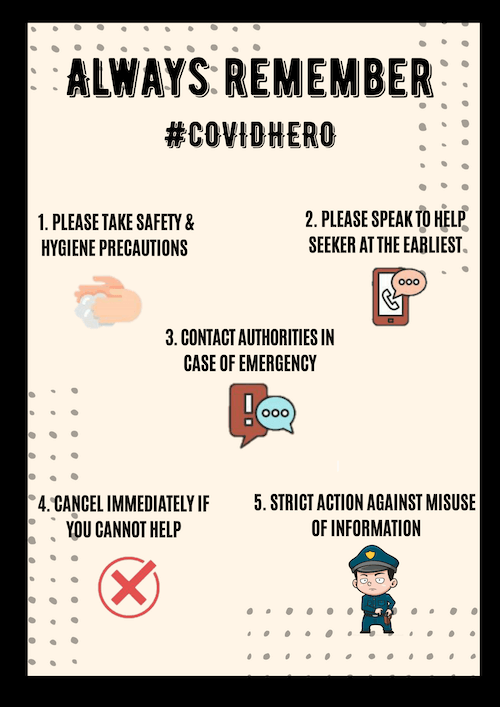 ALWAYS REMEMBER
#COVIDHERO
1. PLEASE TAKE SAFETY &
HYGIENE PRECAUTIONS
2. PLEASE SPEAK TO HELP
SEEKER AT THE EARLIEST.
3. CONTACT AUTHORITIES IN
CASE OF EMERGENCY
4. CANCEL IMMEDIATELY IF
YOU CANNOT HELP
5. STRICT ACTION AGAINST MISUSE
OF INFORMATION